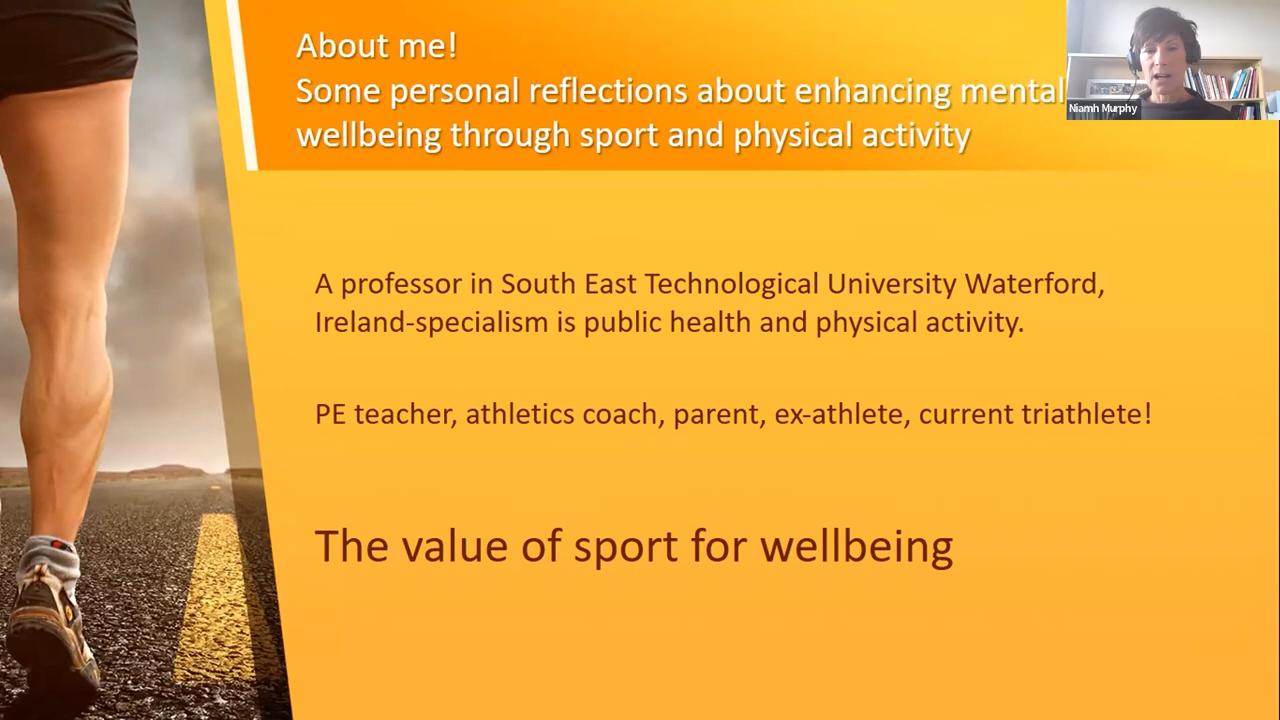 About me!
Some personal reflections about enhancing mental
wellbeing through sport and physical activity
Niamh Murphy
A professor in South East Technological University Waterford,
Ireland-specialism is public health and physical activity.
PE teacher, athletics coach, parent, ex-athlete, current triathlete!
The value of sport for wellbeing